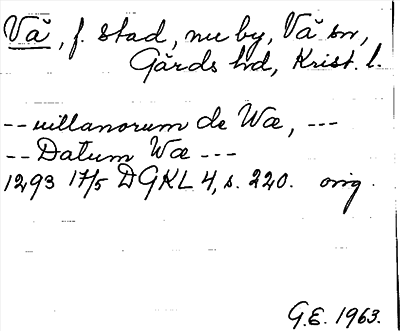 Vä, f. stad, nu by, Vä sn,
Gärds hd, Krist. l.
-- villanorum de Wæ, ---
-- Datum Wæ ---
1293 17/5 DGKL 4, s. 220. orig.
G.E. 1963.